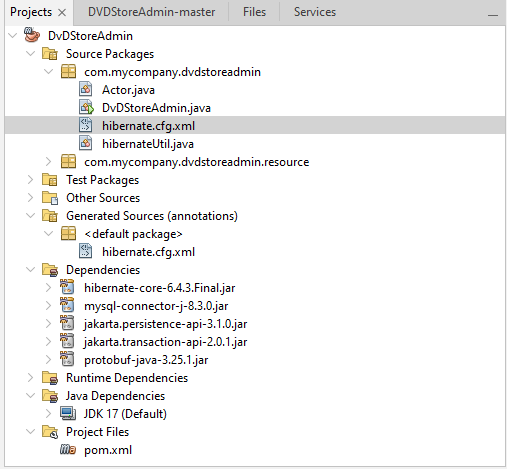 Projects × DVDStoreAdmin-master Files Services
DvDStoreAdmin
Source Packages
com.mycompany.dvdstoreadmin
Actor.java
DvDStoreAdmin.java
hibernate.cfg.xml
hibernateUtil.java
com.mycompany.dvdstoreadmin.resource
Test Packages
Other Sources
Generated Sources (annotations)
<default package>
hibernate.cfg.xml
Dependencies
hibernate-core-6.4.3.Final.jar
mysql-connector-j-8.3.0.jar
jakarta.persistence-api-3.1.0.jar
jakarta.transaction-api-2.0.1.jar
protobuf-java-3.25.1.jar
Runtime Dependencies
Java Dependencies
JDK 17 (Default)
Project Files
pom.xml